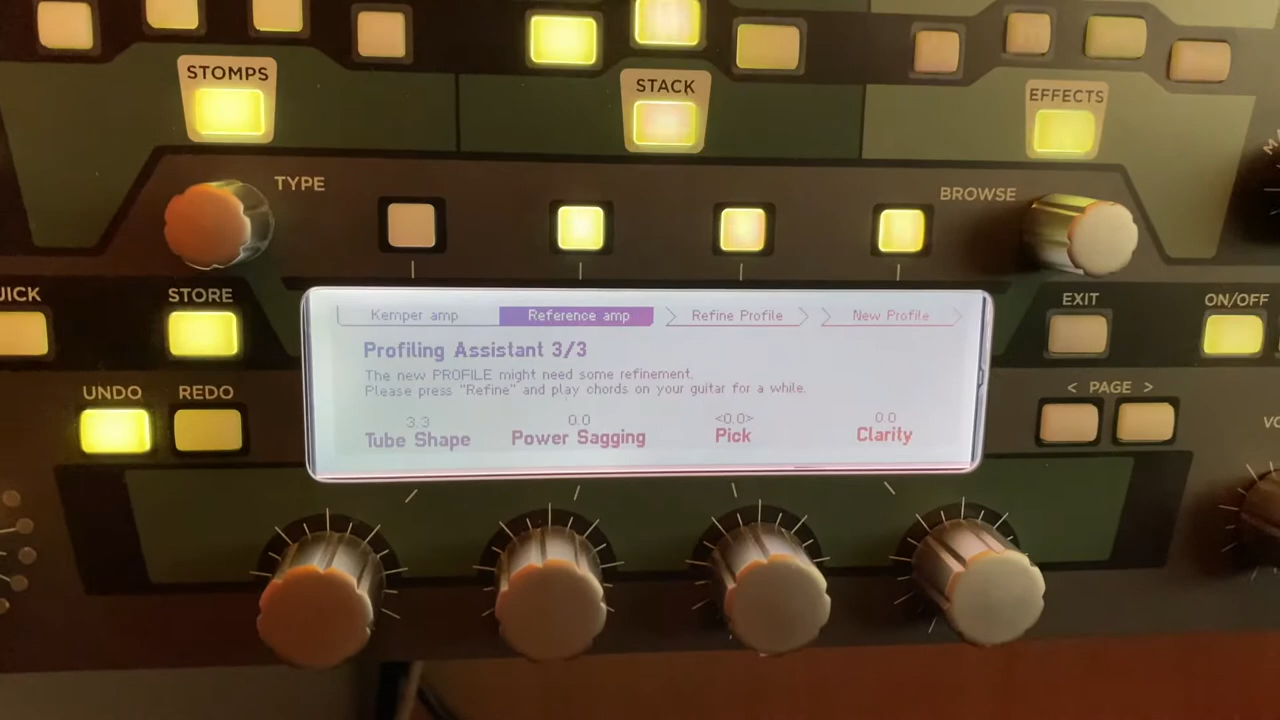 STOMPS
STACK
EFFECTS
TYPE
BROWSE
STORE
EXIT
ON/OFF
Kemper amp
Reference amp
Refine Profile
New Profile
Profiling Assistant 3/3
The new PROFILE might need some refinement.
Please press "Refine" and play chords on your guitar for a while.
UNDO
REDO
< PAGE >
3.3
0.0
<0.0>
0.0
Tube Shape
Power Sagging
Pick
Clarity